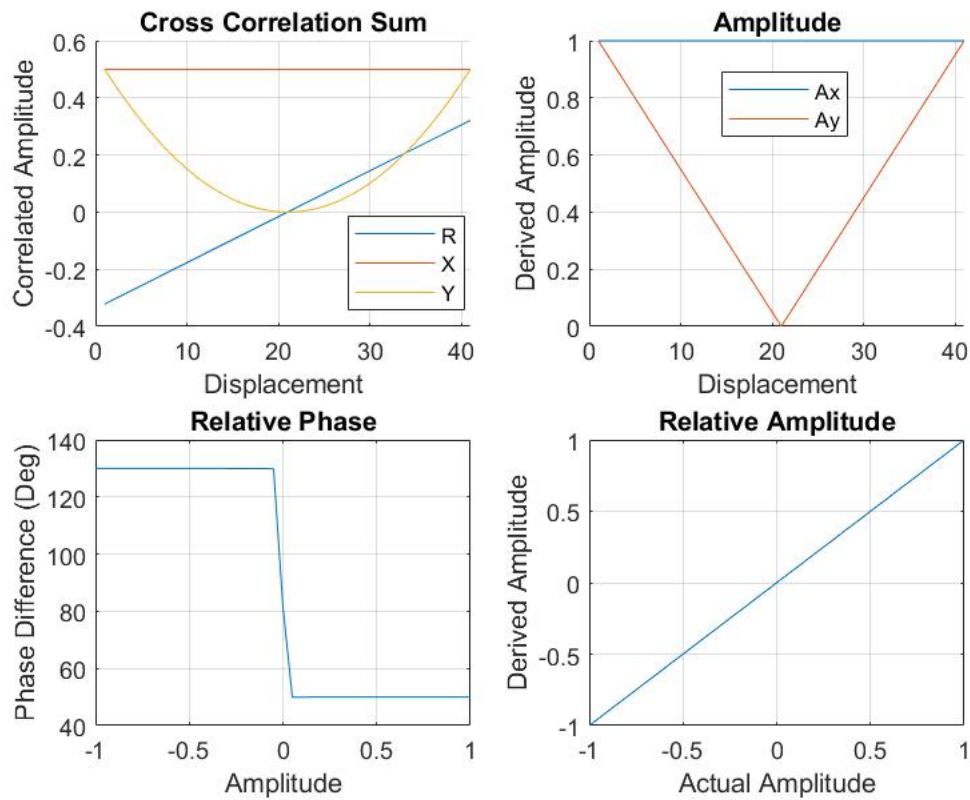 Cross Correlation Sum
Correlated Amplitude
0.6
0.4
0.2
0
-0.2
-0.4
R
X
Y
0 10 20 30 40
Displacement
Amplitude
Derived Amplitude
1
0.8
0.6
0.4
0.2
0
Ax
Ay
0 10 20 30 40
Displacement
Relative Phase
Phase Difference (Deg)
140
120
100
80
60
40
-1 -0.5 0 0.5 1
Amplitude
Relative Amplitude
Derived Amplitude
1
0.5
0
-0.5
-1
-1 -0.5 0 0.5 1
Actual Amplitude